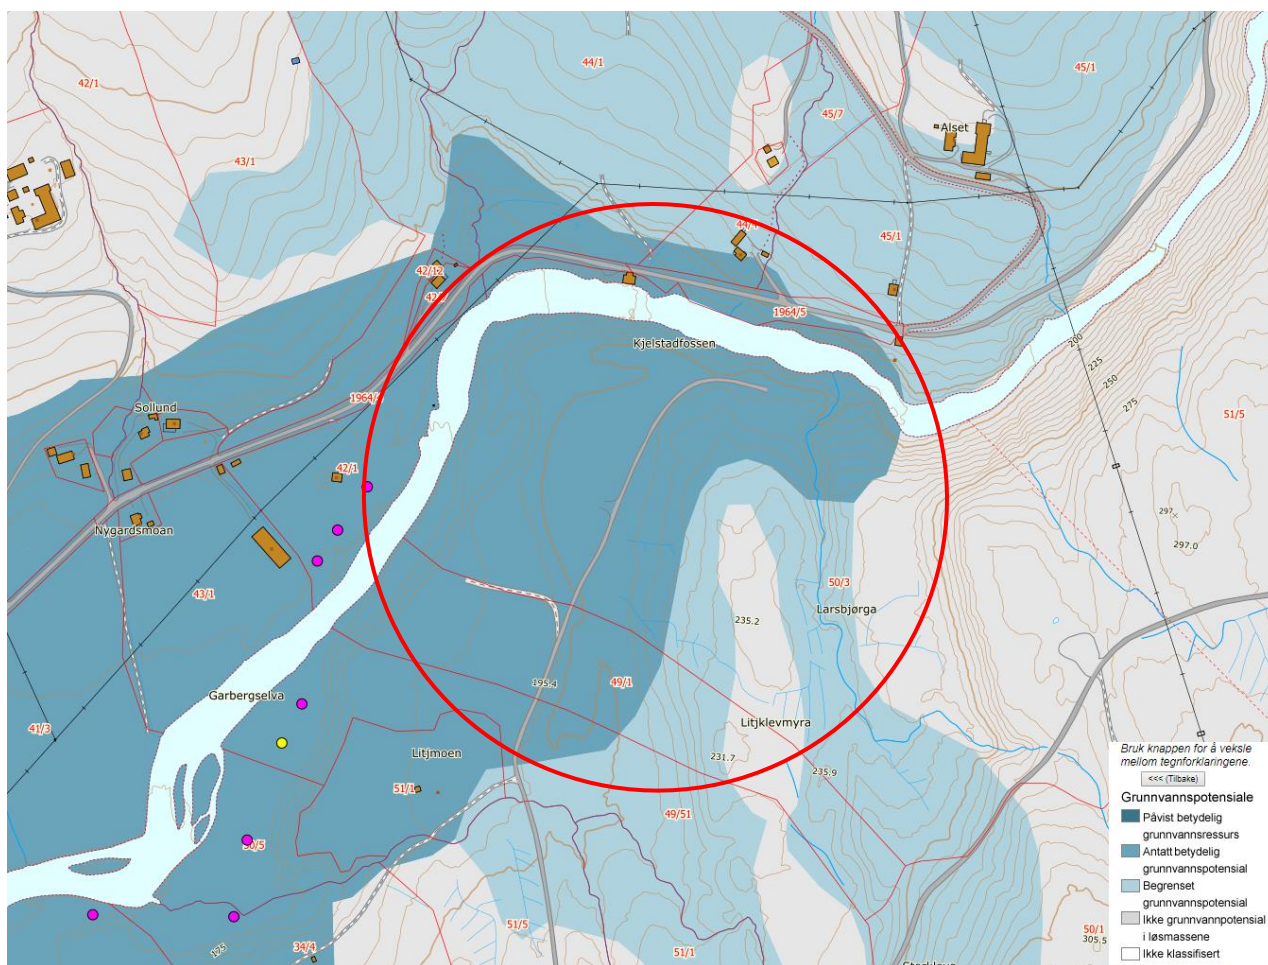 44/1
45/1
42/1
45/7
Alset
43/1
44/4
45/1
42/12
1964/5
200
Kjelstadfossen
225
250
275
1964/
Sollund
51/5
42/1
297
Nygardsmoan
297.0
50/3
43/1
Larsbjørga
235.2
195.4
49/1
Garbergselva
Litjklevmyra
41/3
Litjmoen
231.7
235.9
51/1
49/51
50/5
51/5
175
34/4
51/1
50/1
305.5
Bruk knappen for å veksle
mellom tegnforklaringene.
<<< (Tilbake)
Grunnvannspotensiale
Påvist betydelig
grunnvannsressurs
Antatt betydelig
grunnvannspotensial
Begrenset
grunnvannspotensial
Ikke grunnvannpotensial
i løsmassene
Ikke klassifisert